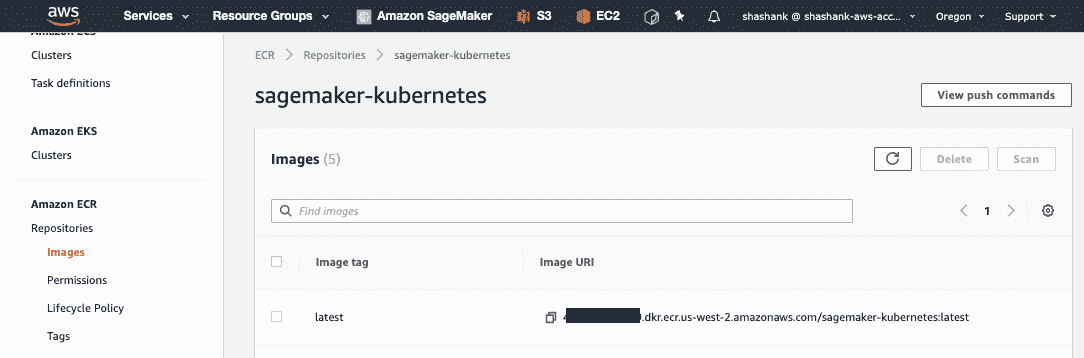 aws Services Resource Groups Amazon SageMaker S3 EC2 shashank @ shashank-aws-acc... Oregon Support
Clusters
Task definitions
Amazon EKS
Clusters
Amazon ECR
Repositories
Images
Permissions
Lifecycle Policy
Tags
ECR Repositories sagemaker-kubernetes
sagemaker-kubernetes
View push commands
Images (5)
Delete Scan
Find images
1
Image tag Image URI
latest .dkr.ecr.us-west-2.amazonaws.com/sagemaker-kubernetes:latest